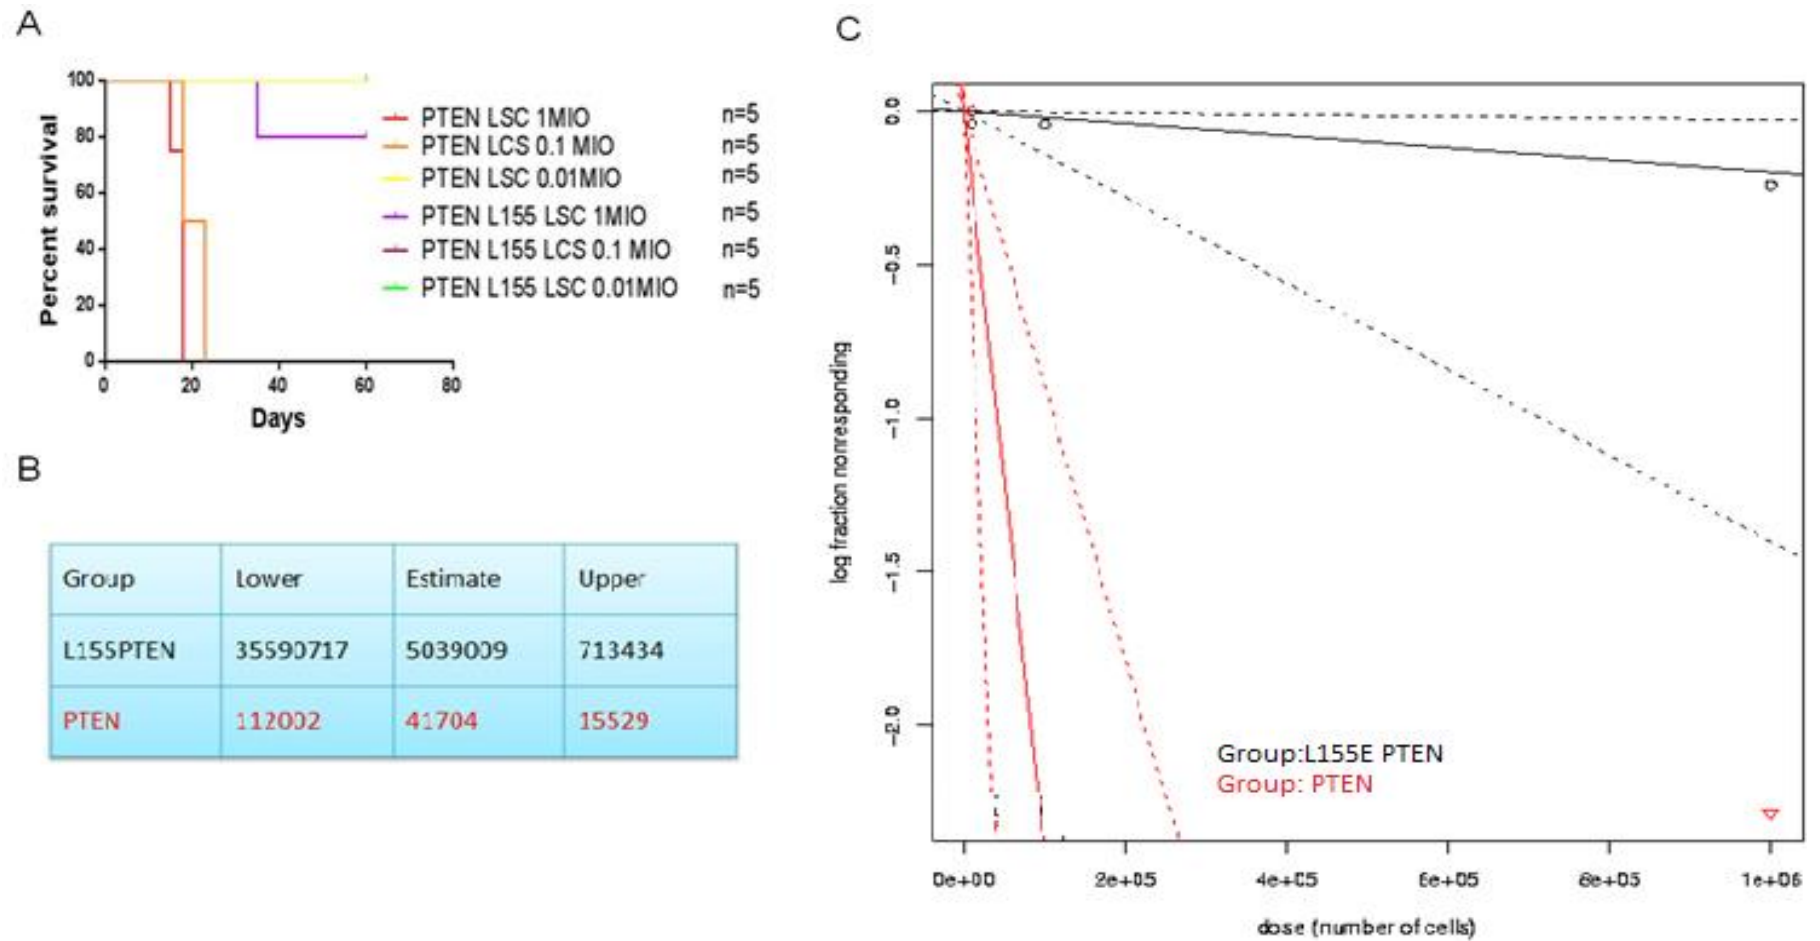 A
100
80
60
40
20
0
Percent survival
0 20 40 60 80
Days
PTEN LSC 1MIO n=5
PTEN LCS 0.1 MIO n=5
PTEN LSC 0.01MIO n=5
PTEN L155 LSC 1MIO n=5
PTEN L155 LCS 0.1 MIO n=5
PTEN L155 LSC 0.01MIO n=5
B
Group Lower Estimate Upper
L155PTEN 35590717 5039009 713434
PTEN 112002 41704 15529
C
0.0
-0.5
-1.0
-1.5
-2.0
log fraction nonresponding
Group:L155E PTEN
Group: PTEN
0e+00 2e+05 4e+05 6e+05 8e+05 1e+06
dose (number of cells)